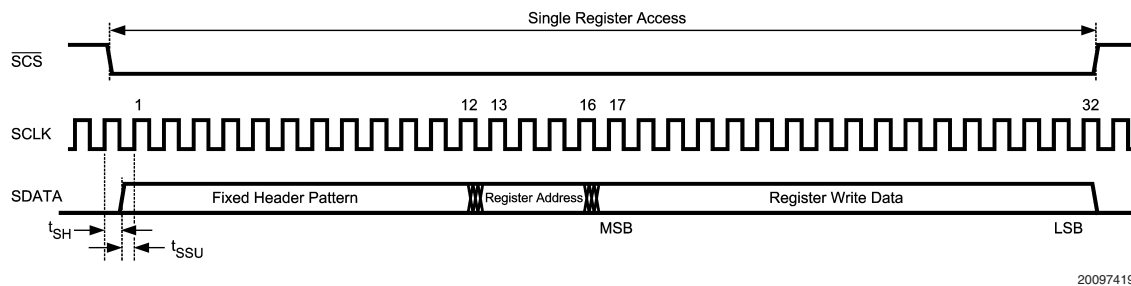 Single Register Access
SCS
1 12 13 16 17 32
SCLK
SDATA Fixed Header Pattern Register Address Register Write Data
tSH MSB LSB
tSSU
20097419